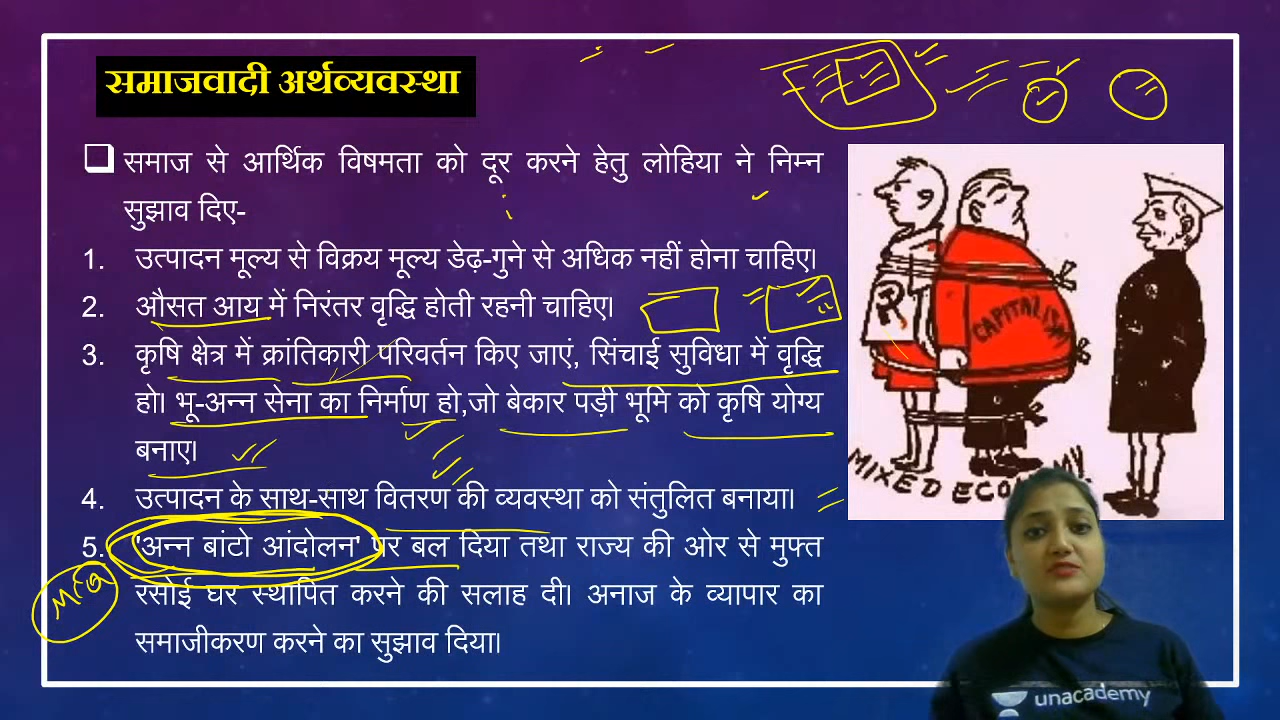 समाजवादी अर्थव्यवस्था
❑ समाज से आर्थिक विषमता को दूर करने हेतु लोहिया ने निम्न
सुझाव दिए-
1. उत्पादन मूल्य से विक्रय मूल्य डेढ़-गुने से अधिक नहीं होना चाहिए।
2. औसत आय में निरंतर वृद्धि होती रहनी चाहिए।
3. कृषि क्षेत्र में क्रांतिकारी परिवर्तन किए जाएं, सिंचाई सुविधा में वृद्धि
हो। भू-अन्न सेना का निर्माण हो,जो बेकार पड़ी भूमि को कृषि योग्य
बनाए।
4. उत्पादन के साथ-साथ वितरण की व्यवस्था को संतुलित बनाया।
5. 'अन्न बांटो आंदोलन' पर बल दिया तथा राज्य की ओर से मुफ्त
रसोई घर स्थापित करने की सलाह दी। अनाज के व्यापार का
समाजीकरण करने का सुझाव दिया।
CAPITALISM
MIXED
unacademy